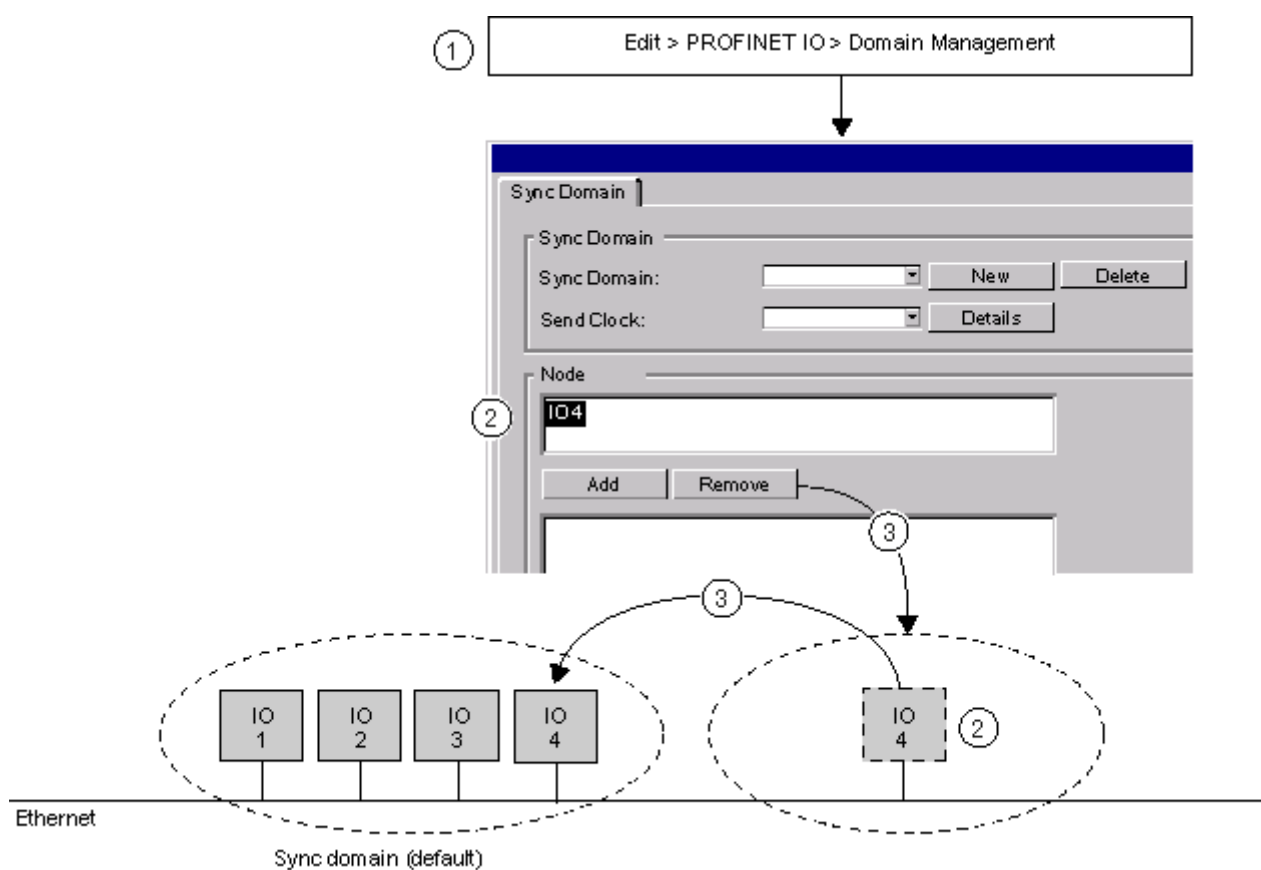 1 Edit > PROFINET IO > Domain Management
Sync Domain
Sync Domain
Sync Domain: New Delete
Send Clock: Details
Node
2 IO4
Add Remove
3
3
IO IO IO IO IO
1 2 3 4 4 2
Ethernet
Sync domain (default)